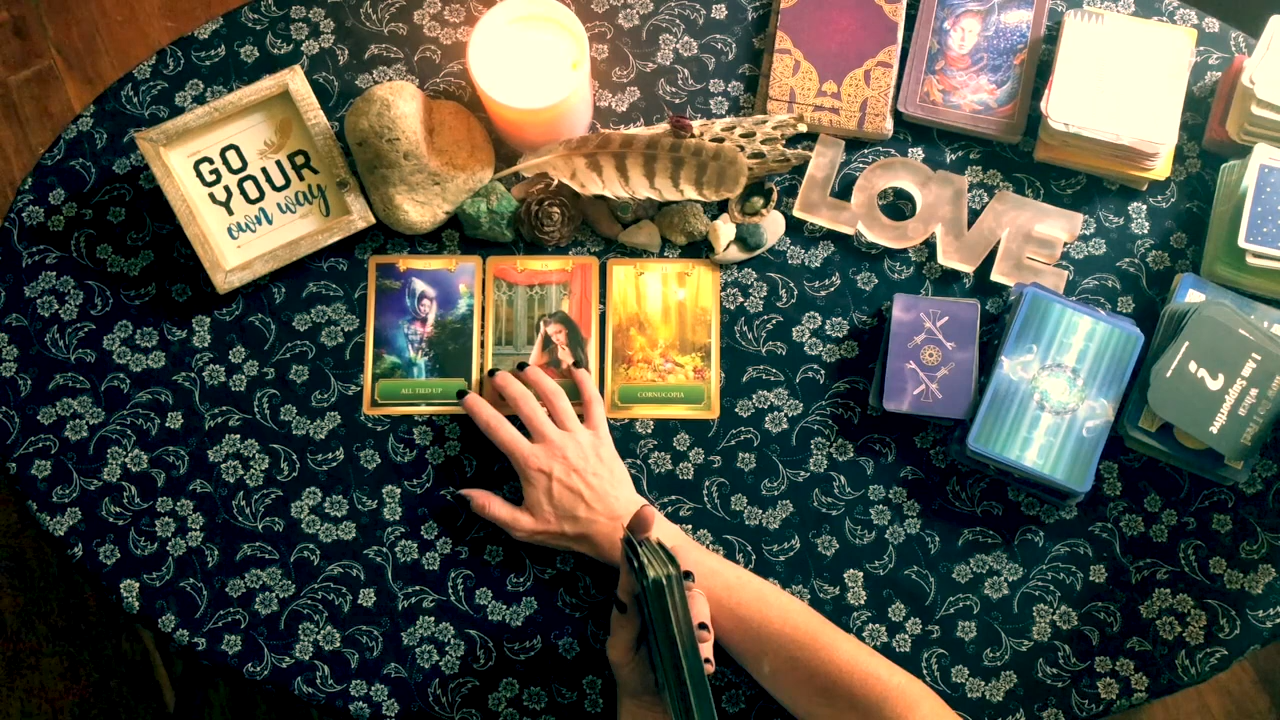 GO
YOUR
own way
LOVE
ALL TIED UP
CORNUCOPIA
I Am Supportive